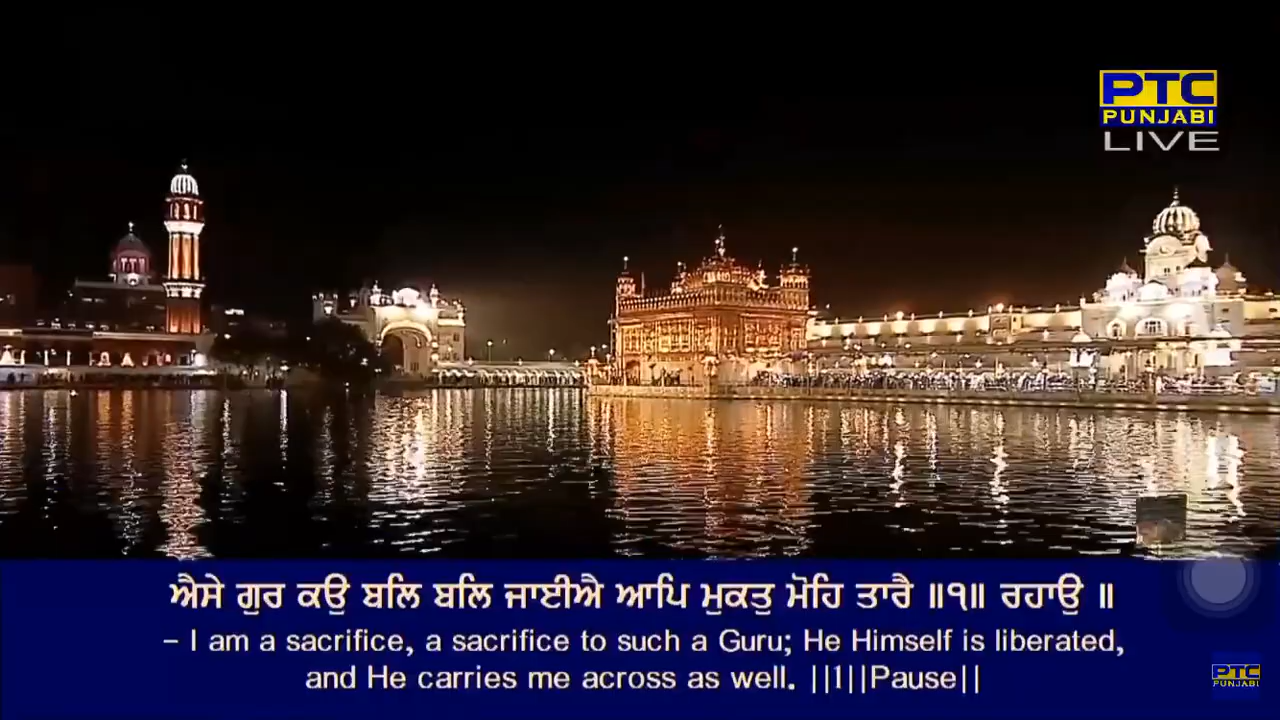 PTC
PUNJABI
LIVE
ਐਸੇ ਗੁਰ ਕਉ ਬਲਿ ਬਲਿ ਜਾਈਐ ਆਪਿ ਮੁਕਤੁ ਮੋਹਿ ਤਾਰੈ ॥੧॥ ਰਹਾਉ ॥
– I am a sacrifice, a sacrifice to such a Guru; He Himself is liberated,
and He carries me across as well. ||1||Pause||
PTC
PUNJABI